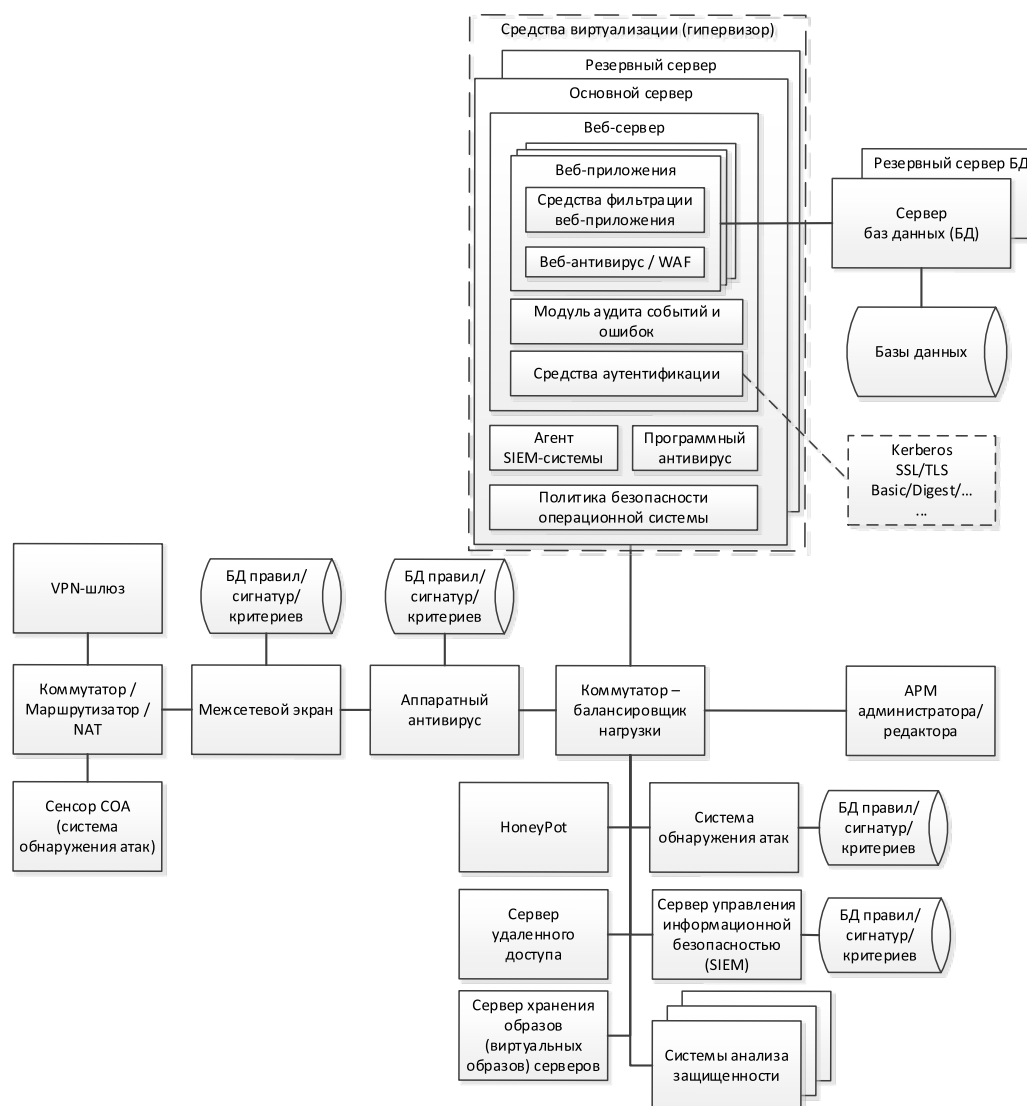 Средства виртуализации (гипервизор)
Резервный сервер
Основной сервер
Веб-сервер
Веб-приложения
Средства фильтрации
веб-приложения
Веб-антивирус / WAF
Модуль аудита событий и
ошибок
Средства аутентификации
Агент
SIEM-системы
Программный
антивирус
Политика безопасности
операционной системы
Резервный сервер БД
Сервер
баз данных (БД)
Базы данных
Kerberos
SSL/TLS
Basic/Digest/…
…
VPN-шлюз
БД правил/
сигнатур/
критериев
БД правил/
сигнатур/
критериев
Коммутатор /
Маршрутизатор /
NAT
Межсетевой экран
Аппаратный
антивирус
Коммутатор –
балансировщик
нагрузки
АРМ
администратора/
редактора
Сенсор СОА
(система
обнаружения атак)
HoneyPot
Система
обнаружения атак
БД правил/
сигнатур/
критериев
Сервер
удаленного
доступа
Сервер управления
информационной
безопасностью
(SIEM)
БД правил/
сигнатур/
критериев
Сервер хранения
образов
(виртуальных
образов) серверов
Системы анализа
защищенности